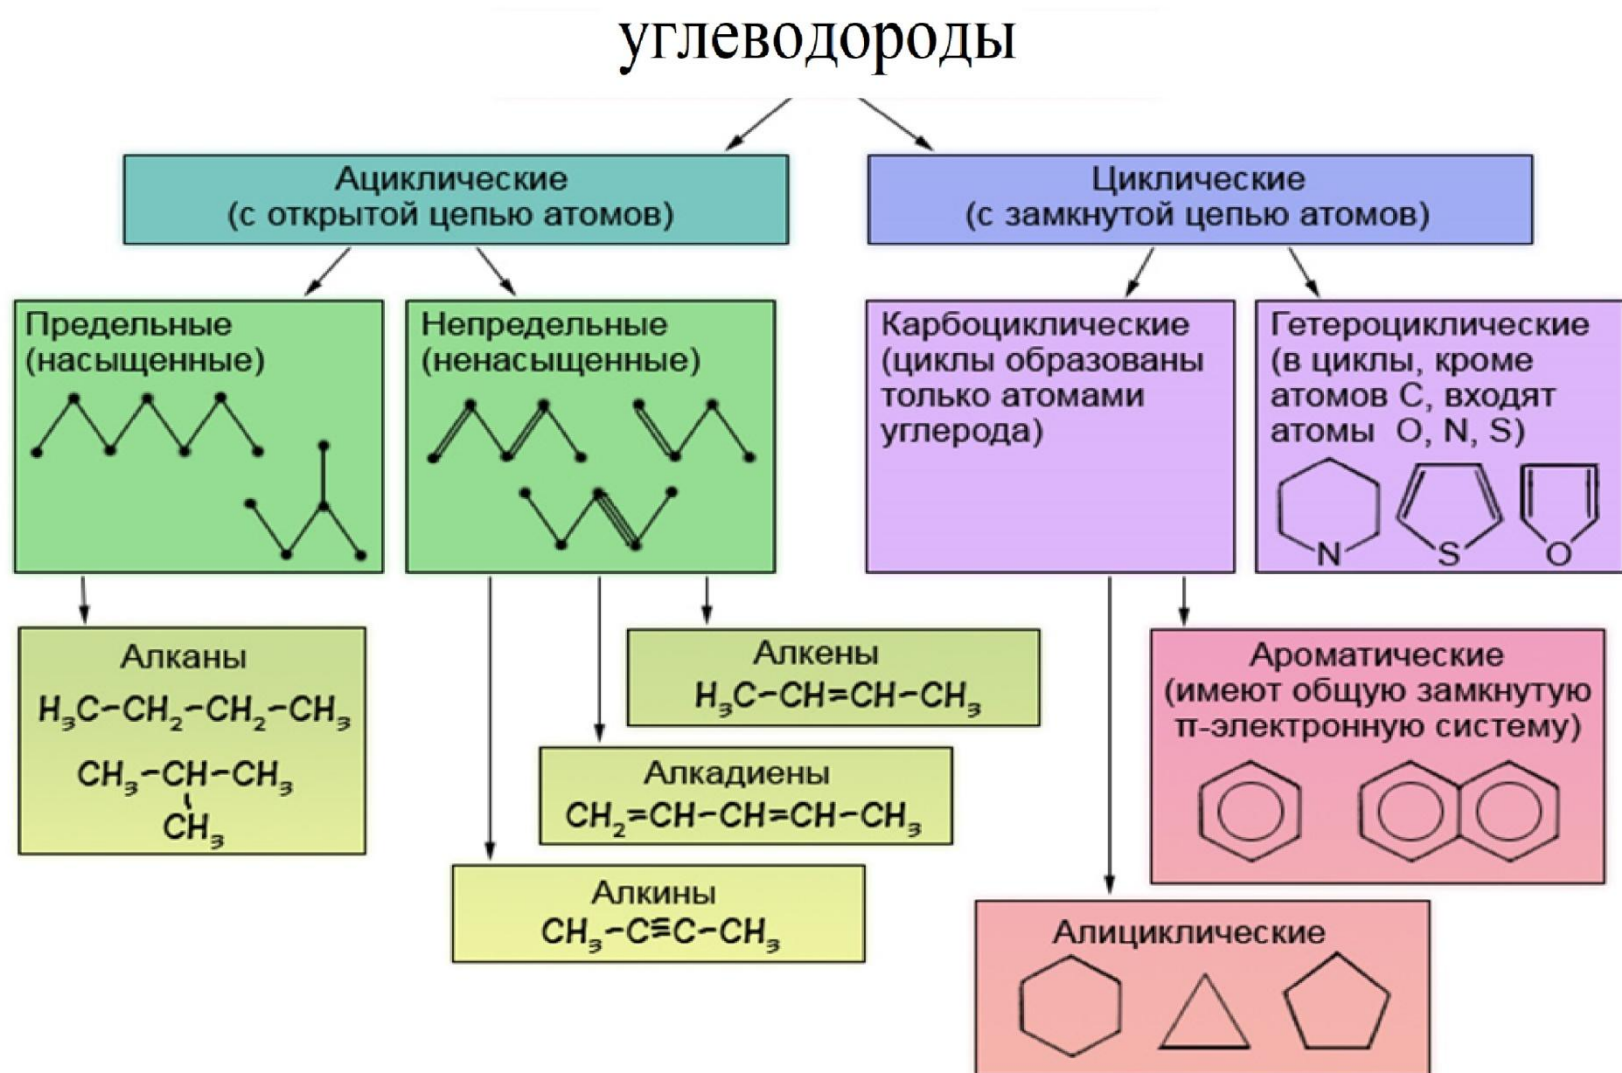 углеводороды
Ациклические
(с открытой цепью атомов)
Циклические
(с замкнутой цепью атомов)
Предельные
(насыщенные)
Непредельные
(ненасыщенные)
Карбоциклические
(циклы образованы
только атомами
углерода)
Гетероциклические
(в циклы, кроме
атомов С, входят
атомы O, N, S)
N
S
O
Алканы
H₃C-CH₂-CH₂-CH₃
CH₃-CH-CH₃
CH₃
Алкены
H₃C-CH=CH-CH₃
Алкадиены
CH₂=CH-CH=CH-CH₃
Алкины
CH₃-C≡C-CH₃
Ароматические
(имеют общую замкнутую
π-электронную систему)
Алициклические